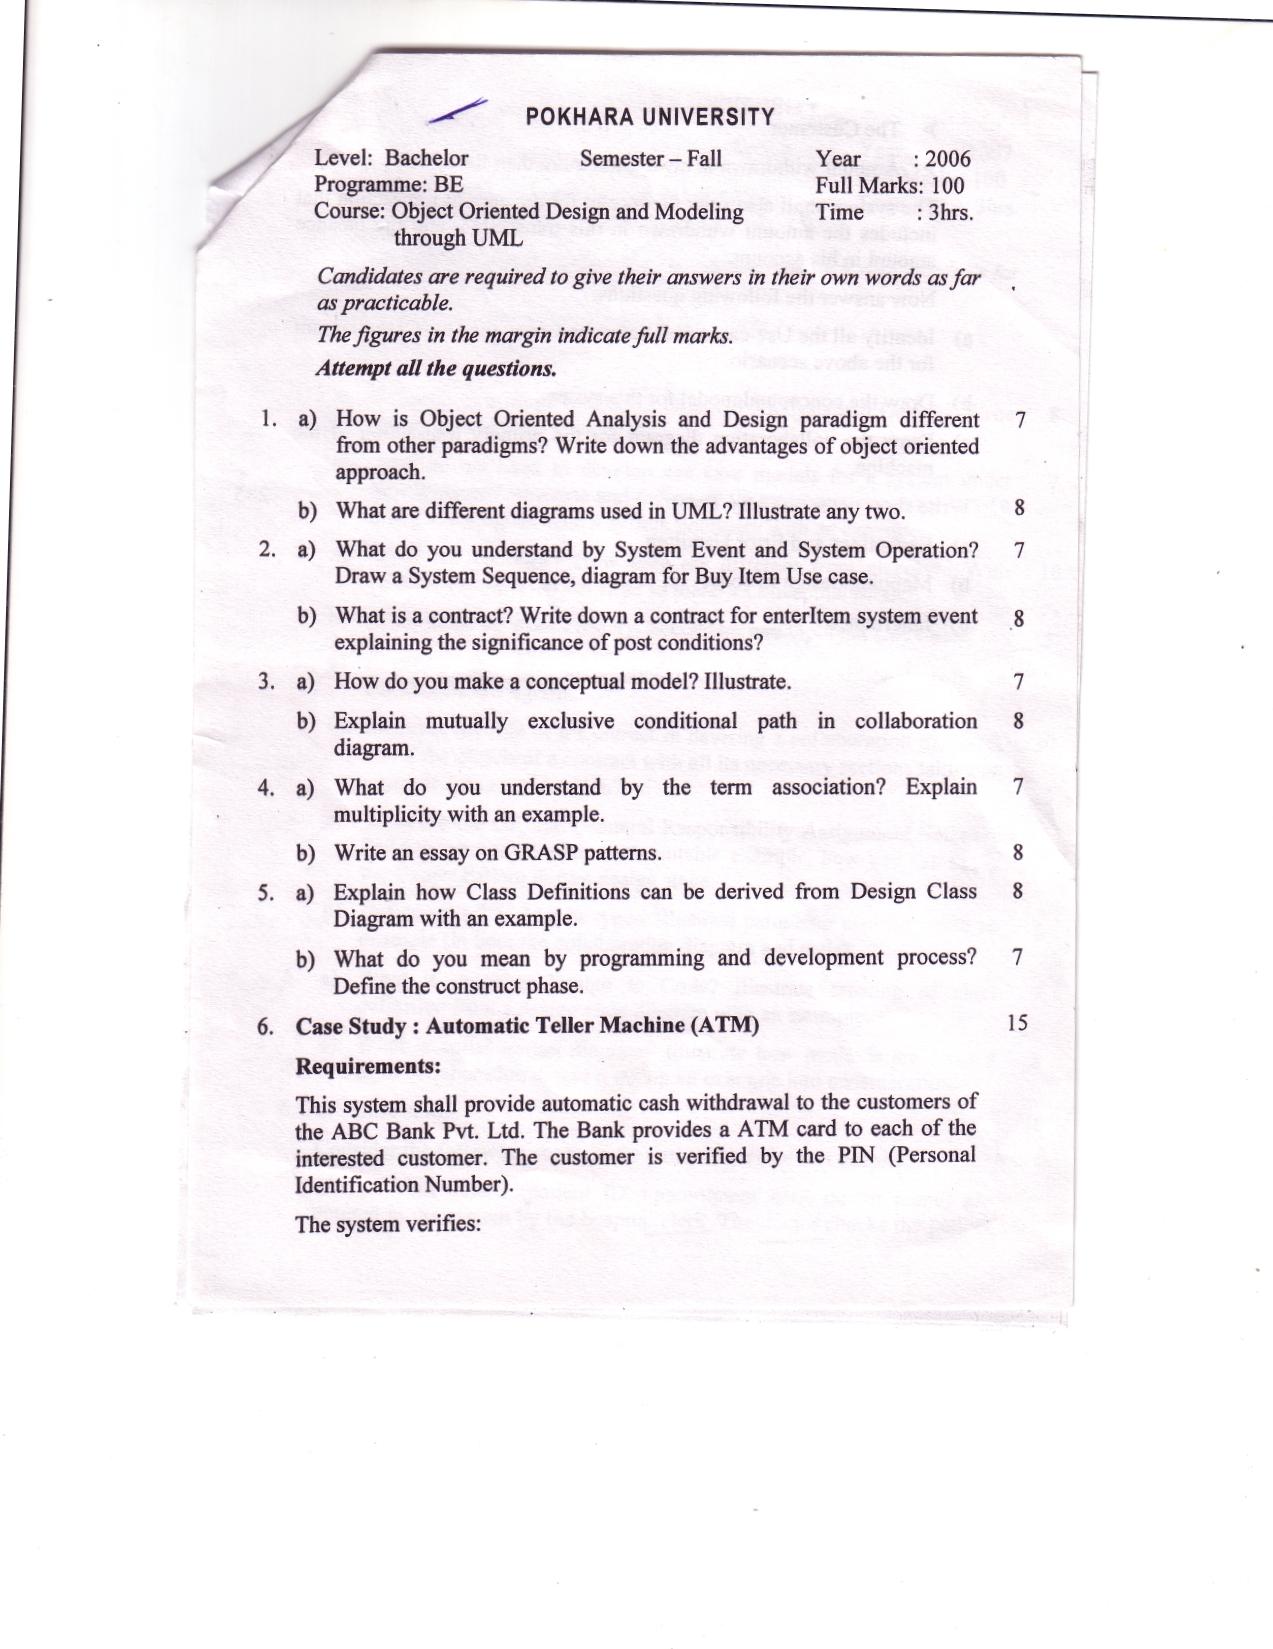 POKHARA UNIVERSITY
Level: Bachelor Semester – Fall Year : 2006
Programme: BE Full Marks: 100
Course: Object Oriented Design and Modeling Time : 3hrs.
through UML
Candidates are required to give their answers in their own words as far
as practicable.
The figures in the margin indicate full marks.
Attempt all the questions.
1. a) How is Object Oriented Analysis and Design paradigm different 7
from other paradigms? Write down the advantages of object oriented
approach.
b) What are different diagrams used in UML? Illustrate any two. 8
2. a) What do you understand by System Event and System Operation? 7
Draw a System Sequence, diagram for Buy Item Use case.
b) What is a contract? Write down a contract for enterItem system event 8
explaining the significance of post conditions?
3. a) How do you make a conceptual model? Illustrate. 7
b) Explain mutually exclusive conditional path in collaboration 8
diagram.
4. a) What do you understand by the term association? Explain 7
multiplicity with an example.
b) Write an essay on GRASP patterns. 8
5. a) Explain how Class Definitions can be derived from Design Class 8
Diagram with an example.
b) What do you mean by programming and development process? 7
Define the construct phase.
6. Case Study : Automatic Teller Machine (ATM) 15
Requirements:
This system shall provide automatic cash withdrawal to the customers of
the ABC Bank Pvt. Ltd. The Bank provides a ATM card to each of the
interested customer. The customer is verified by the PIN (Personal
Identification Number).
The system verifies: